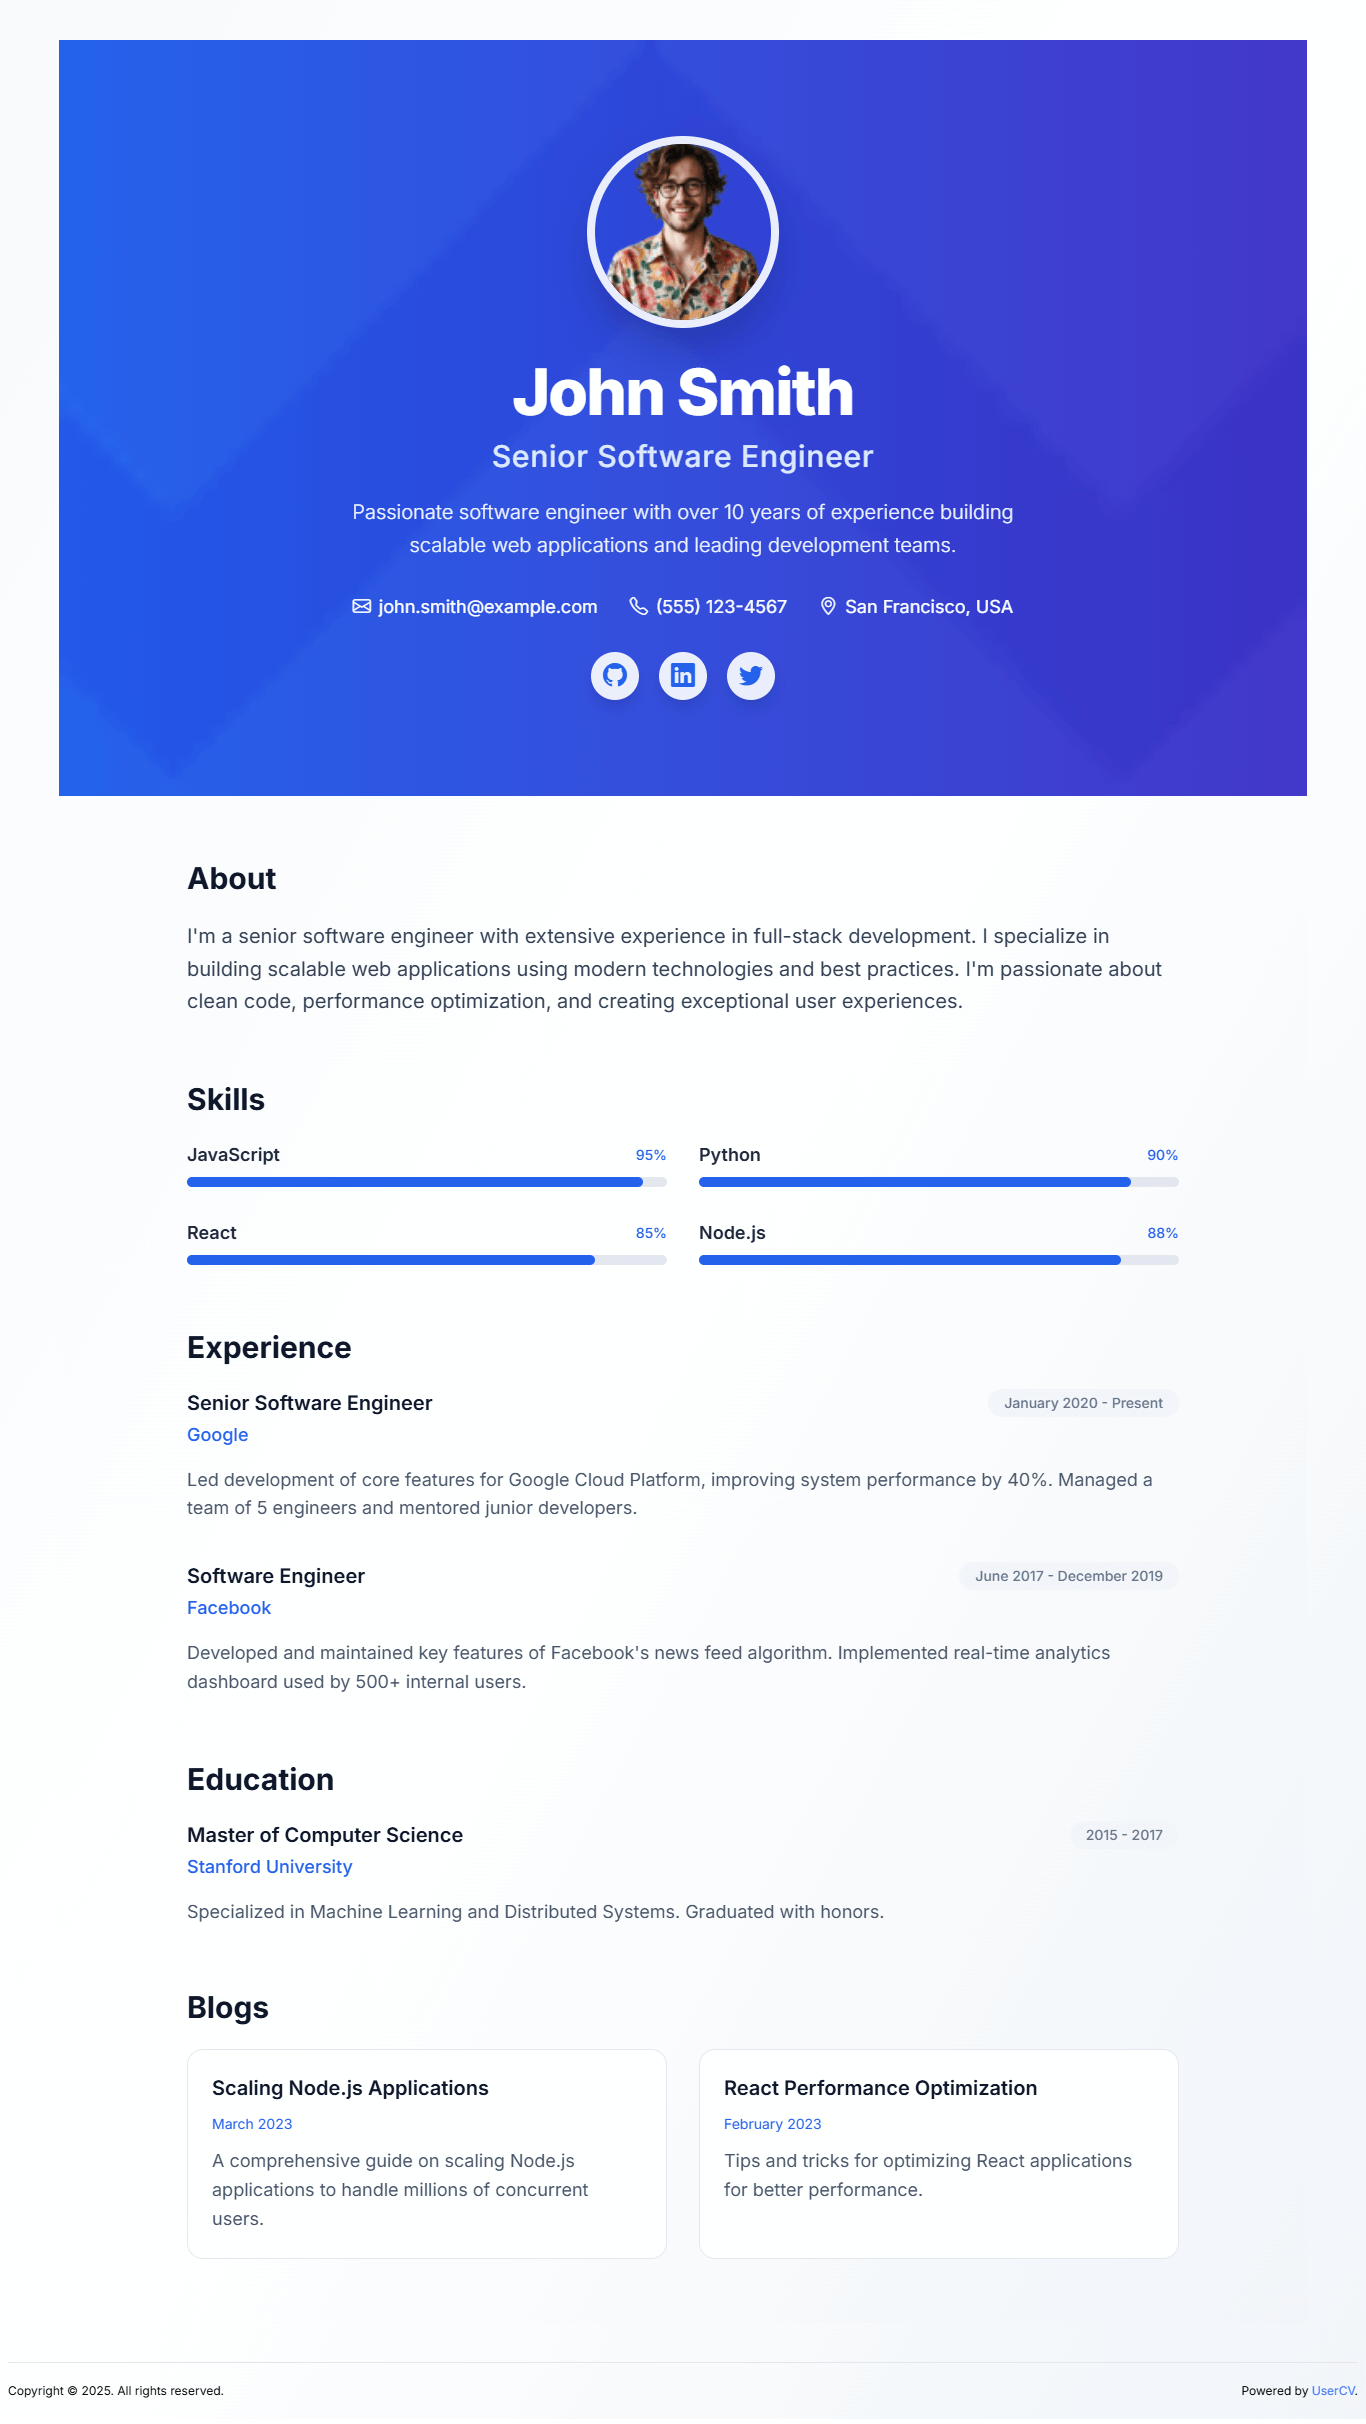 John Smith
Senior Software Engineer
Passionate software engineer with over 10 years of experience building
scalable web applications and leading development teams.
john.smith@example.com (555) 123-4567 San Francisco, USA
About
I'm a senior software engineer with extensive experience in full-stack development. I specialize in
building scalable web applications using modern technologies and best practices. I'm passionate about
clean code, performance optimization, and creating exceptional user experiences.
Skills
JavaScript 95%
Python 90%
React 85%
Node.js 88%
Experience
Senior Software Engineer January 2020 - Present
Google
Led development of core features for Google Cloud Platform, improving system performance by 40%. Managed a
team of 5 engineers and mentored junior developers.
Software Engineer June 2017 - December 2019
Facebook
Developed and maintained key features of Facebook's news feed algorithm. Implemented real-time analytics
dashboard used by 500+ internal users.
Education
Master of Computer Science 2015 - 2017
Stanford University
Specialized in Machine Learning and Distributed Systems. Graduated with honors.
Blogs
Scaling Node.js Applications
March 2023
A comprehensive guide on scaling Node.js
applications to handle millions of concurrent
users.
React Performance Optimization
February 2023
Tips and tricks for optimizing React applications
for better performance.
Copyright © 2025. All rights reserved. Powered by UserCV.